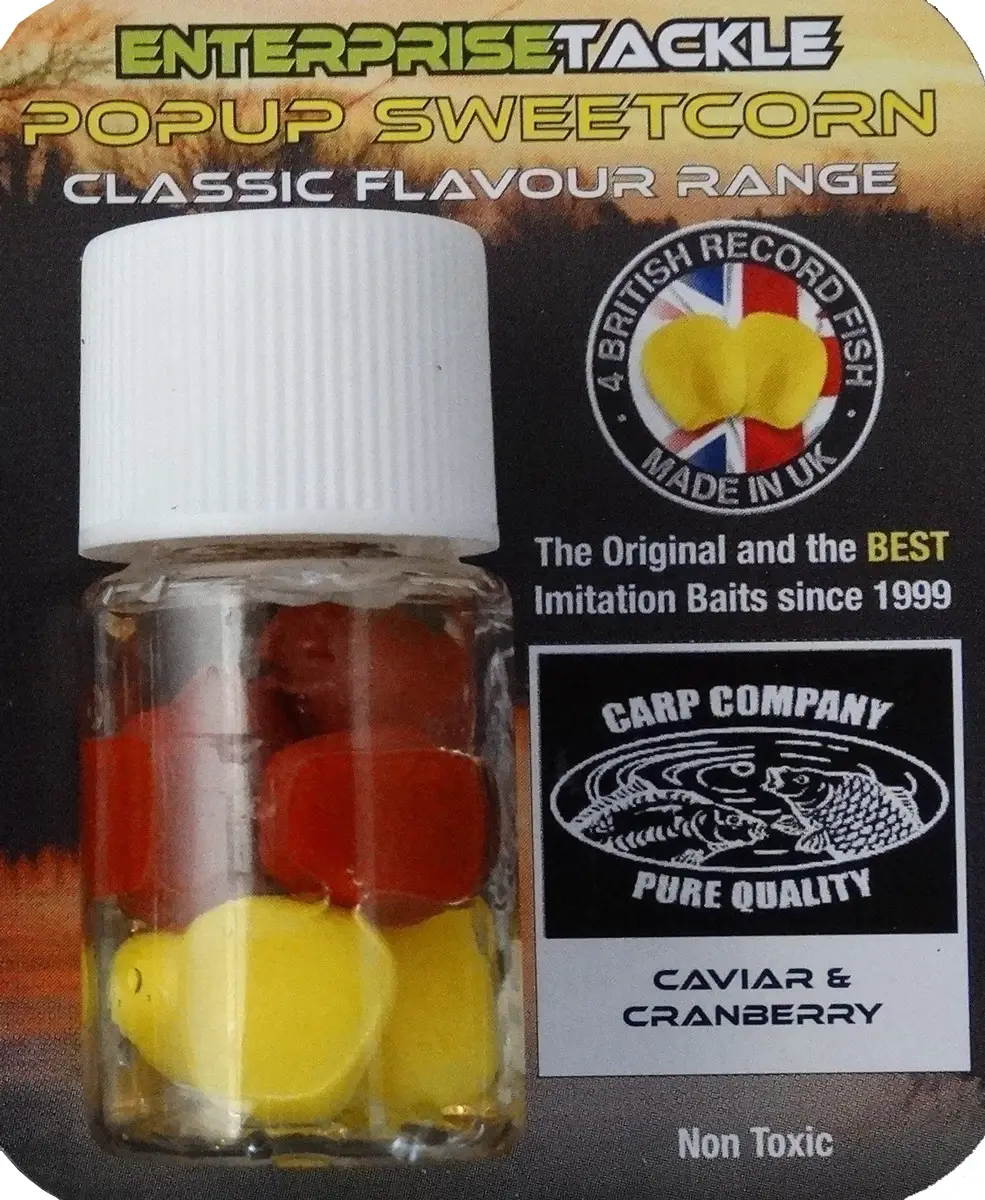 ENTERPRISETACKLE
POPUP SWEETCORN
CLASSIC FLAVOUR RANGE
4 BRITISH RECORD FISH
• MADE IN UK •
The Original and the BEST
Imitation Baits since 1999
CARP COMPANY
PURE QUALITY
CAVIAR &
CRANBERRY
Non Toxic